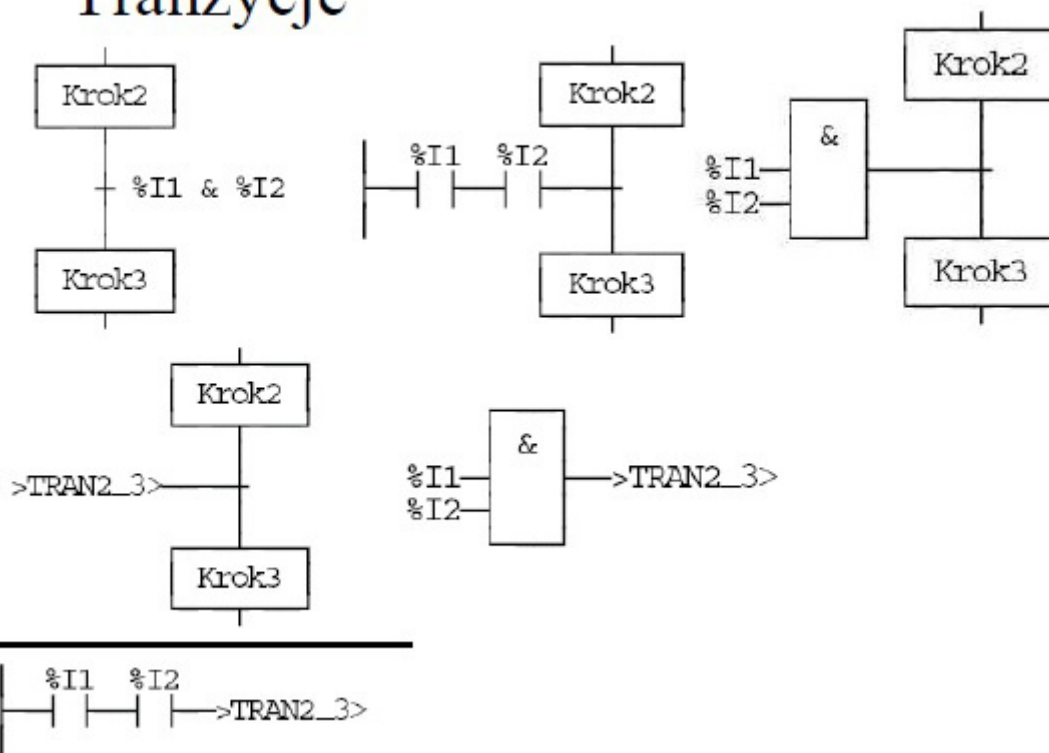 Tranzycje
Krok2
%I1 & %I2
Krok3
Krok2
%I1 %I2
Krok3
Krok2
&
%I1
%I2
Krok3
Krok2
>TRAN2_3>
Krok3
&
%I1
%I2
>TRAN2_3>
%I1 %I2
>TRAN2_3>